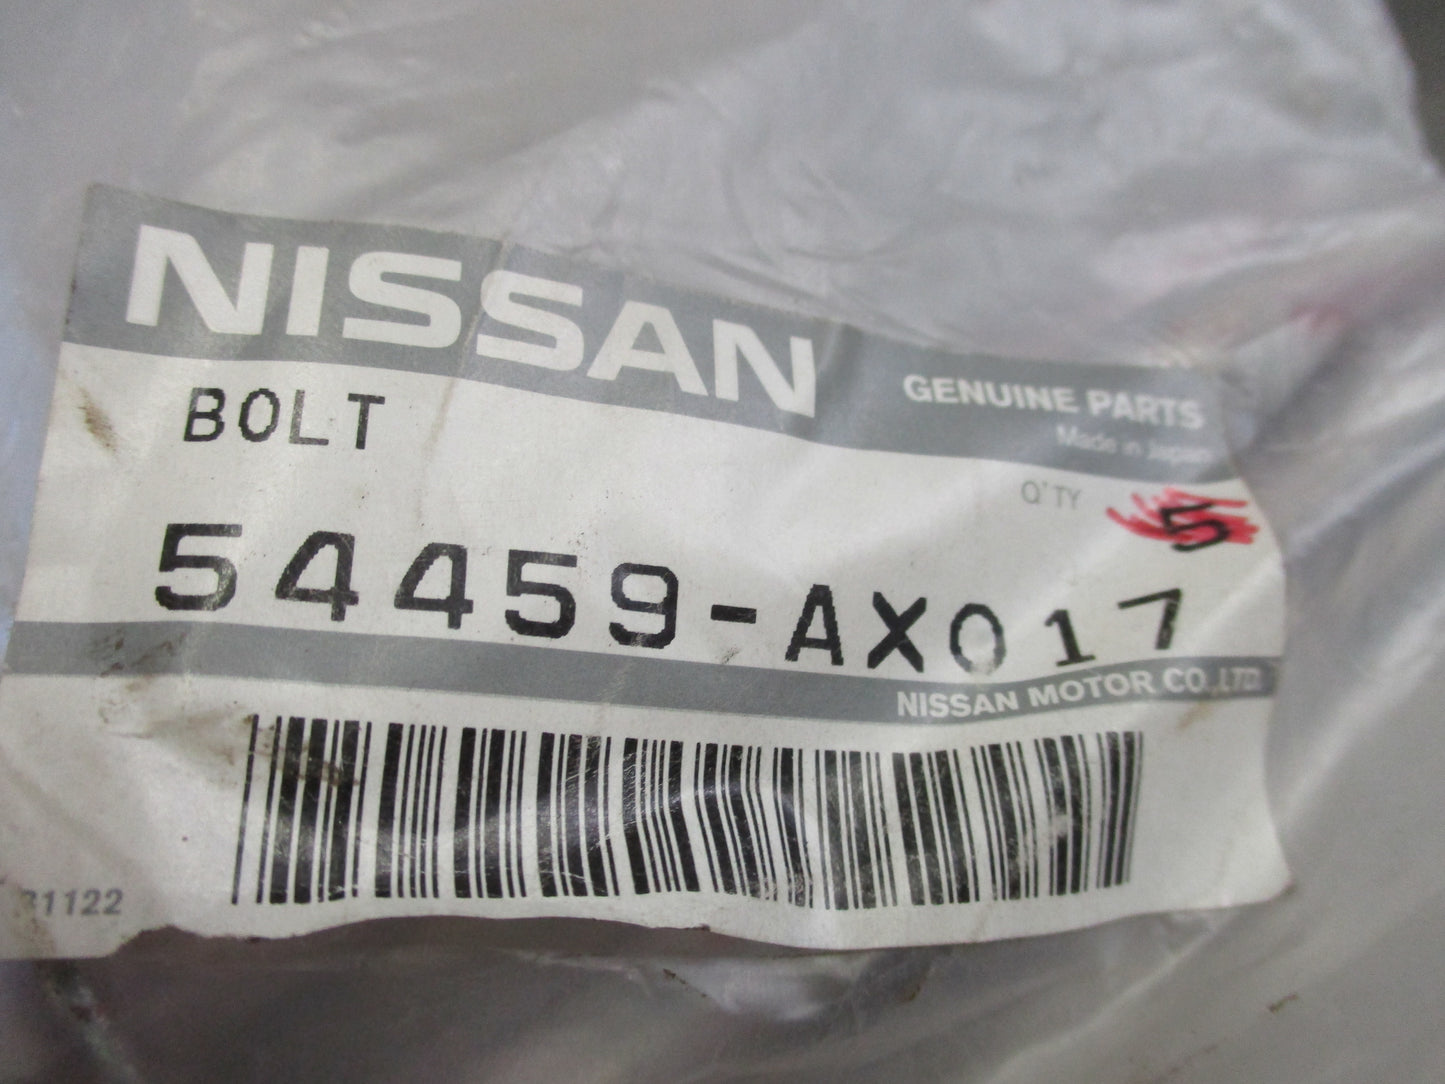 NISSAN
GENUINE PARTS
Made in Japan
BOLT
Q'TY 5
54459-AX017
NISSAN MOTOR CO.,LTD.
31122